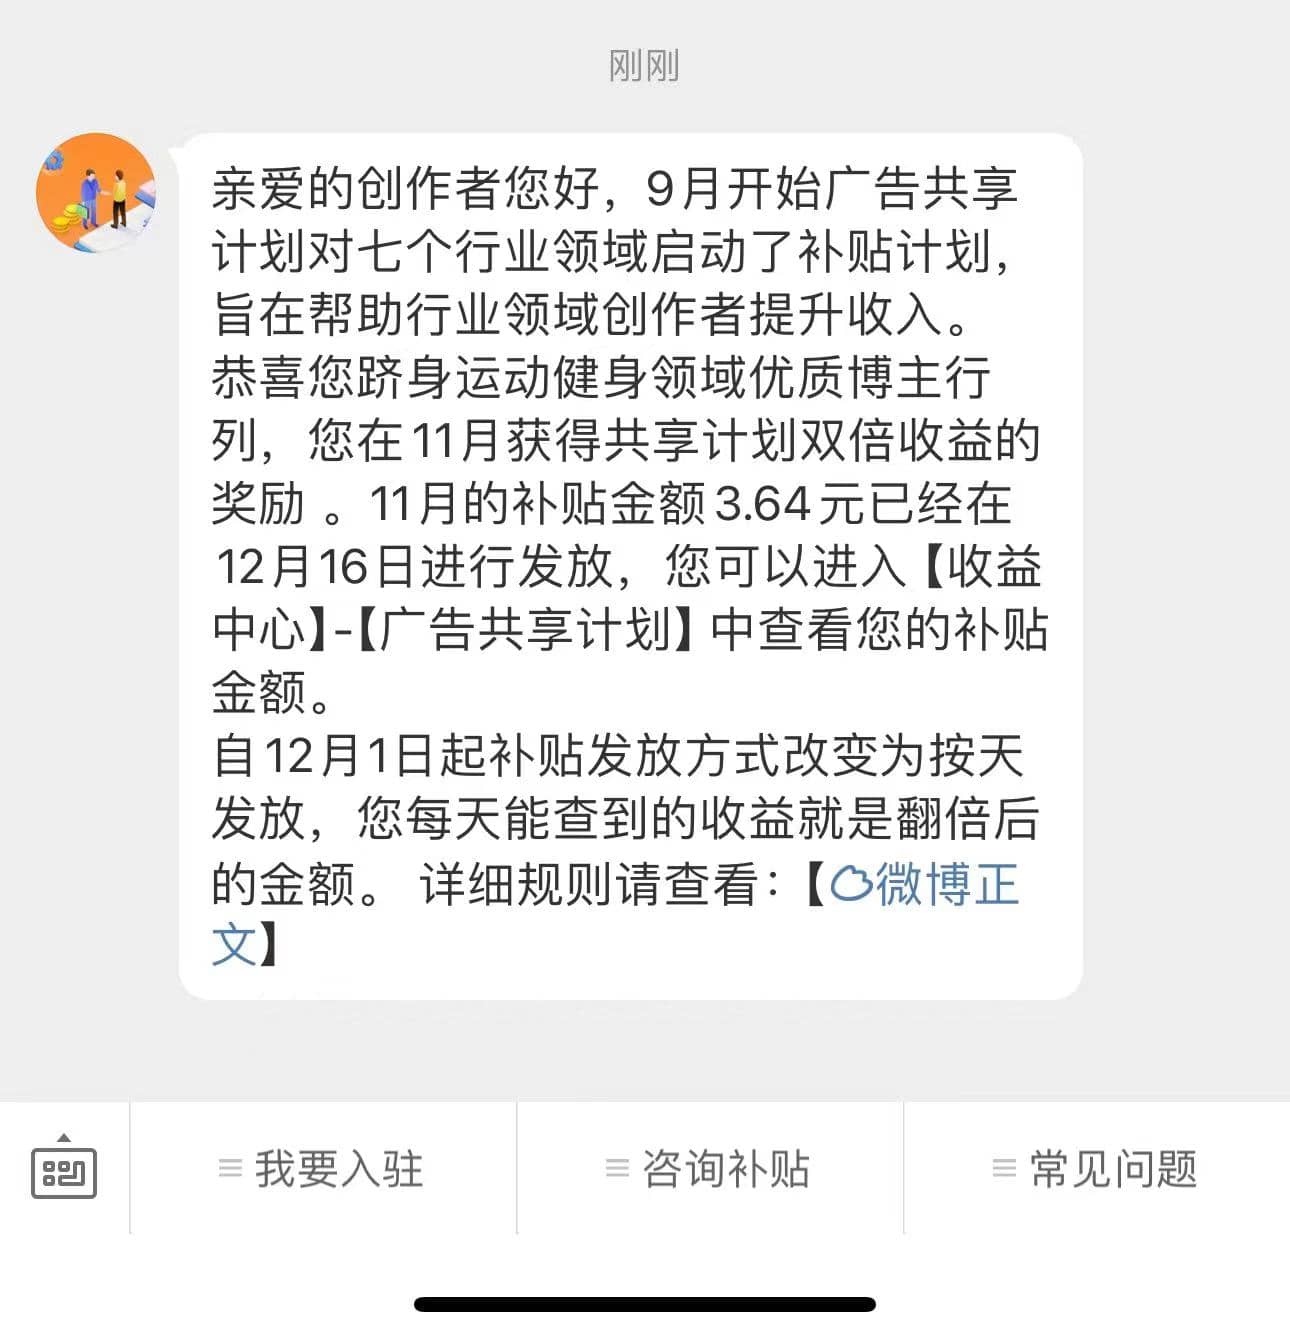 刚刚
亲爱的创作者您好，9月开始广告共享
计划对七个行业领域启动了补贴计划，
旨在帮助行业领域创作者提升收入。
恭喜您跻身运动健身领域优质博主行
列，您在11月获得共享计划双倍收益的
奖励 。11月的补贴金额3.64元已经在
12月16日进行发放，您可以进入【收益
中心】-【广告共享计划】中查看您的补贴
金额。
自12月1日起补贴发放方式改变为按天
发放，您每天能查到的收益就是翻倍后
的金额。 详细规则请查看：【微博正
文】
我要入驻
咨询补贴
常见问题